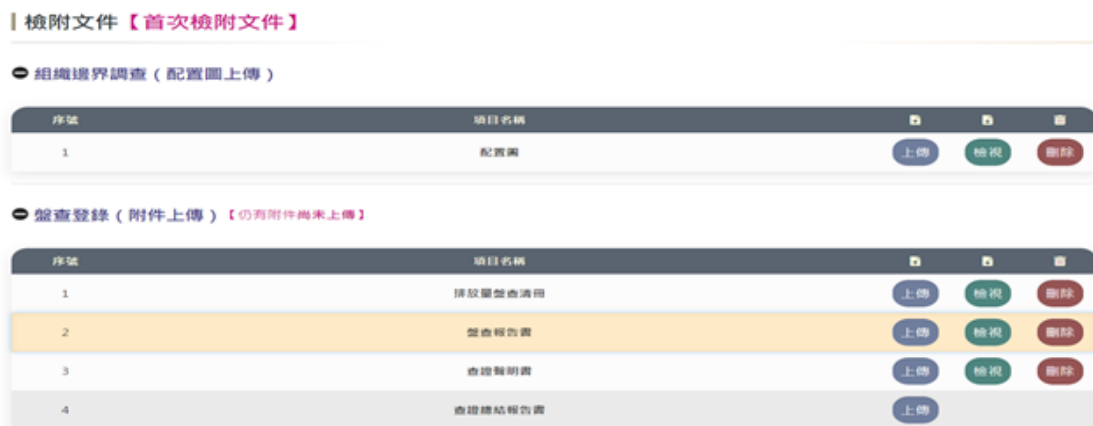 檢附文件【首次檢附文件】
組織邊界調查（配置圖上傳）
序號 項目名稱
1 配置圖 上傳 檢視 刪除
盤查登錄（附件上傳）【仍有附件尚未上傳】
序號 項目名稱
1 排放量盤查清冊 上傳 檢視 刪除
2 盤查報告書 上傳 檢視 刪除
3 查證聲明書 上傳 檢視 刪除
4 查證總結報告書 上傳